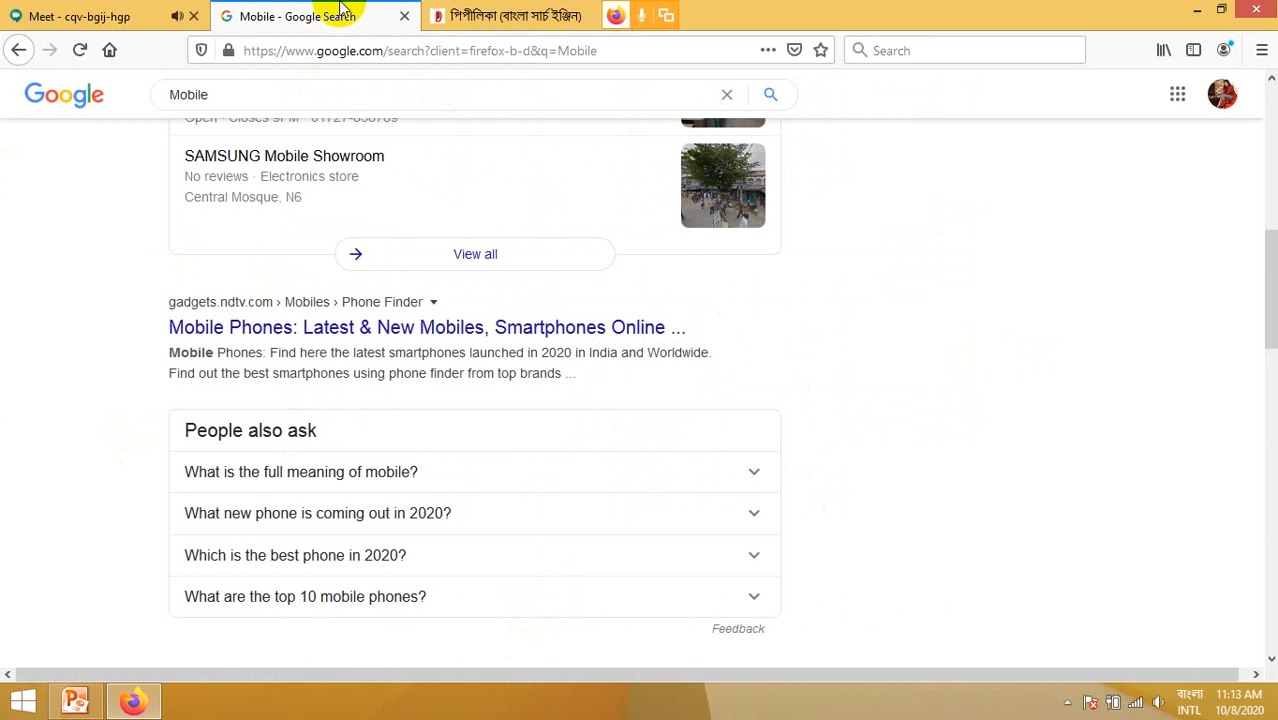 Meet - cqv-bgij-hgp
Mobile - Google Search
পিপীলিকা (বাংলা সার্চ ইঞ্জিন)
https://www.google.com/search?client=firefox-b-d&q=Mobile
Search
Google
Mobile
SAMSUNG Mobile Showroom
No reviews · Electronics store
Central Mosque, N6
View all
gadgets.ndtv.com › Mobiles › Phone Finder
Mobile Phones: Latest & New Mobiles, Smartphones Online ...
Mobile Phones: Find here the latest smartphones launched in 2020 in India and Worldwide.
Find out the best smartphones using phone finder from top brands ...
People also ask
What is the full meaning of mobile?
What new phone is coming out in 2020?
Which is the best phone in 2020?
What are the top 10 mobile phones?
Feedback
বাংলা 11:13 AM
INTL 10/8/2020